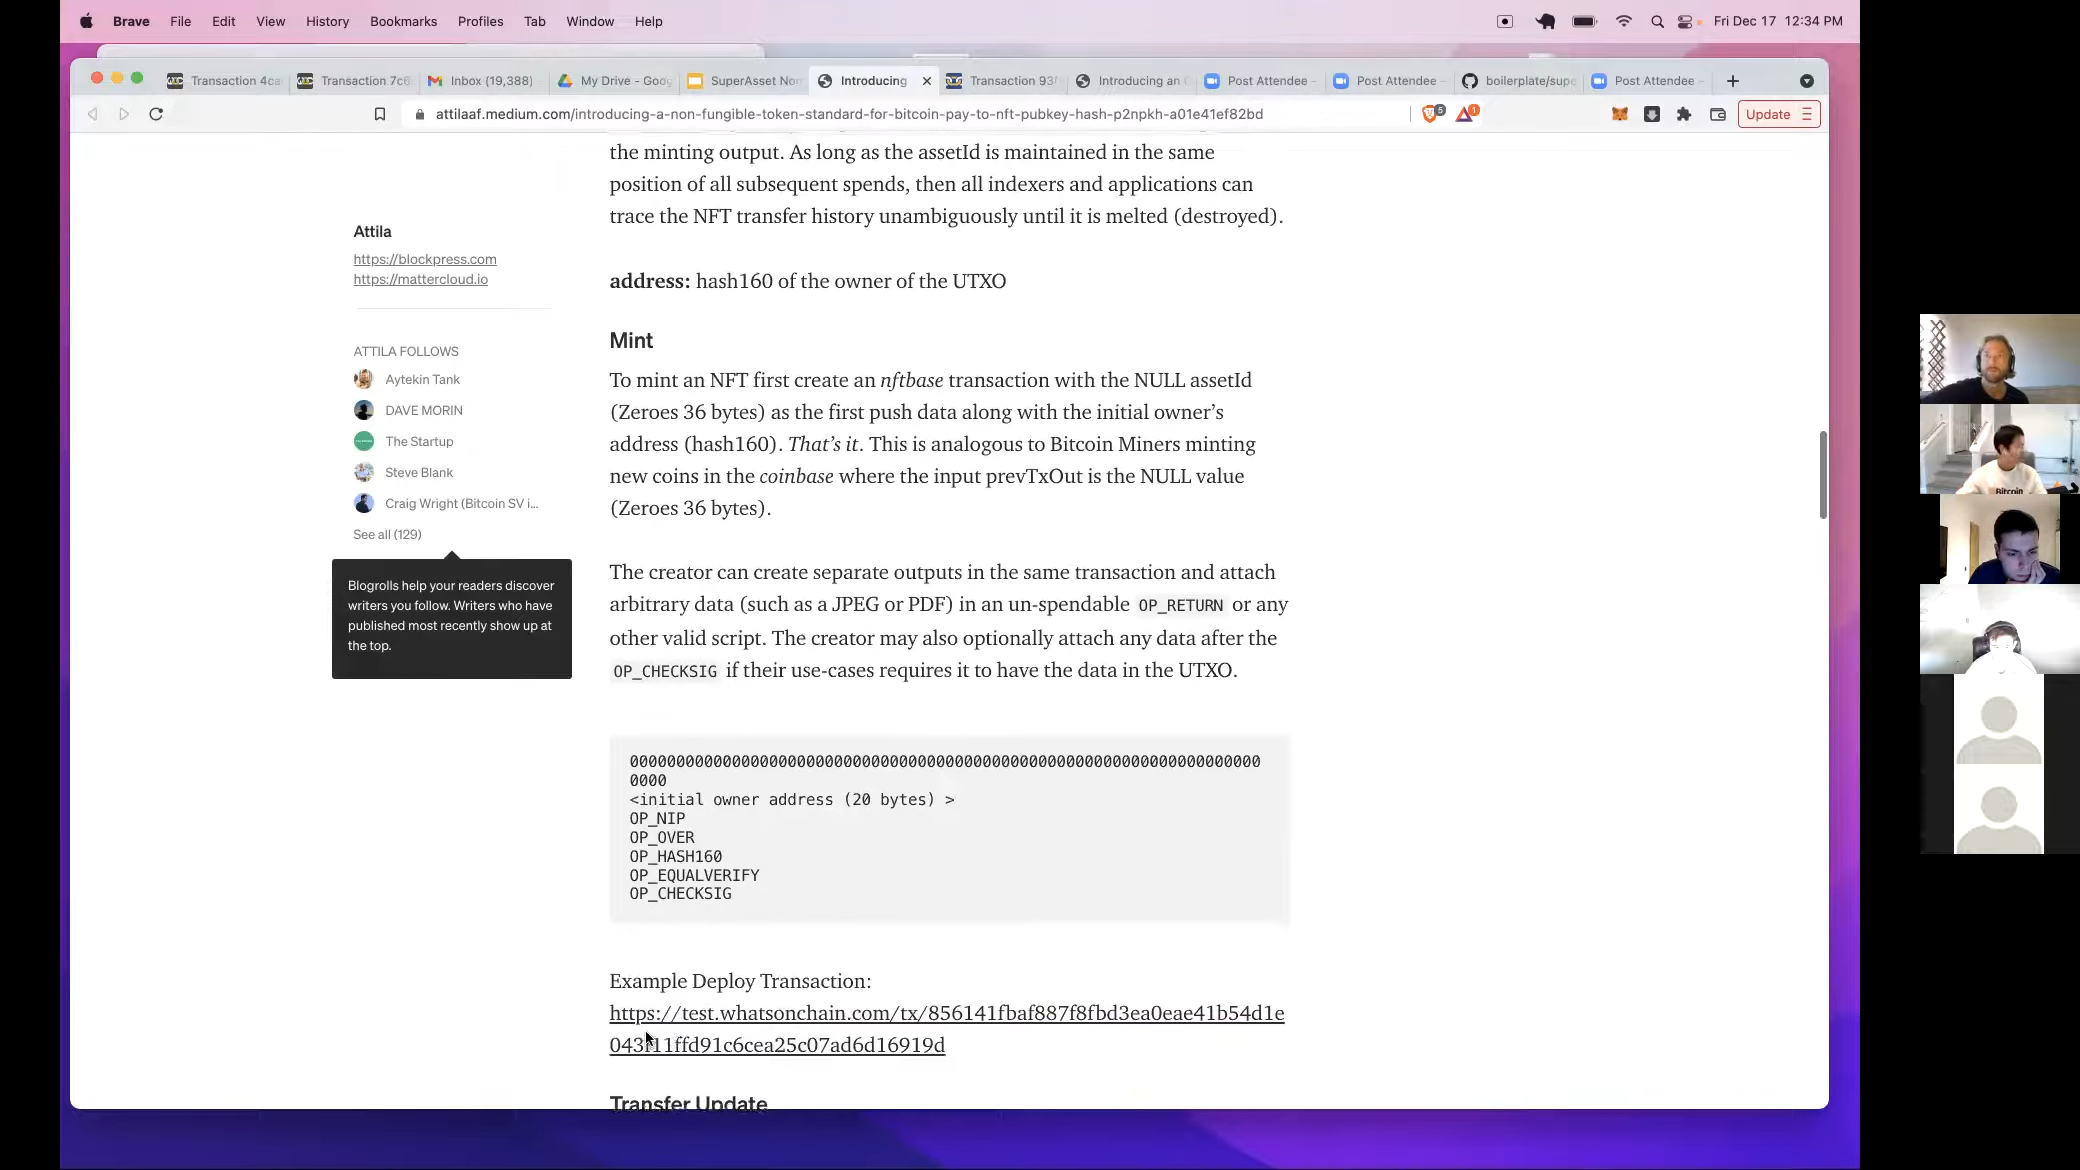 Brave File Edit View History Bookmarks Profiles Tab Window Help Fri Dec 17 12:34 PM
Transaction 4ca Transaction 7c6 Inbox (19,388) My Drive - Goog SuperAsset Non Introducing Transaction 93f Introducing an Post Attendee - Post Attendee - boilerplate/supe Post Attendee -
attilaaf.medium.com/introducing-a-non-fungible-token-standard-for-bitcoin-pay-to-nft-pubkey-hash-p2npkh-a01e41ef82bd 5 1 Update
the minting output. As long as the assetId is maintained in the same
position of all subsequent spends, then all indexers and applications can
trace the NFT transfer history unambiguously until it is melted (destroyed).
Attila
https://blockpress.com
https://mattercloud.io
ATTILA FOLLOWS
Aytekin Tank
DAVE MORIN
The Startup
Steve Blank
Craig Wright (Bitcoin SV i...
See all (129)
Blogrolls help your readers discover
writers you follow. Writers who have
published most recently show up at
the top.
address: hash160 of the owner of the UTXO
Mint
To mint an NFT first create an nftbase transaction with the NULL assetId
(Zeroes 36 bytes) as the first push data along with the initial owner’s
address (hash160). That’s it. This is analogous to Bitcoin Miners minting
new coins in the coinbase where the input prevTxOut is the NULL value
(Zeroes 36 bytes).
The creator can create separate outputs in the same transaction and attach
arbitrary data (such as a JPEG or PDF) in an un-spendable OP_RETURN or any
other valid script. The creator may also optionally attach any data after the
OP_CHECKSIG if their use-cases requires it to have the data in the UTXO.
00000000000000000000000000000000000000000000000000000000000000000000
0000
<initial owner address (20 bytes) >
OP_NIP
OP_OVER
OP_HASH160
OP_EQUALVERIFY
OP_CHECKSIG
Example Deploy Transaction:
https://test.whatsonchain.com/tx/856141fbaf887f8fbd3ea0eae41b54d1e
043f11ffd91c6cea25c07ad6d16919d
Transfer Update
Bitcoin